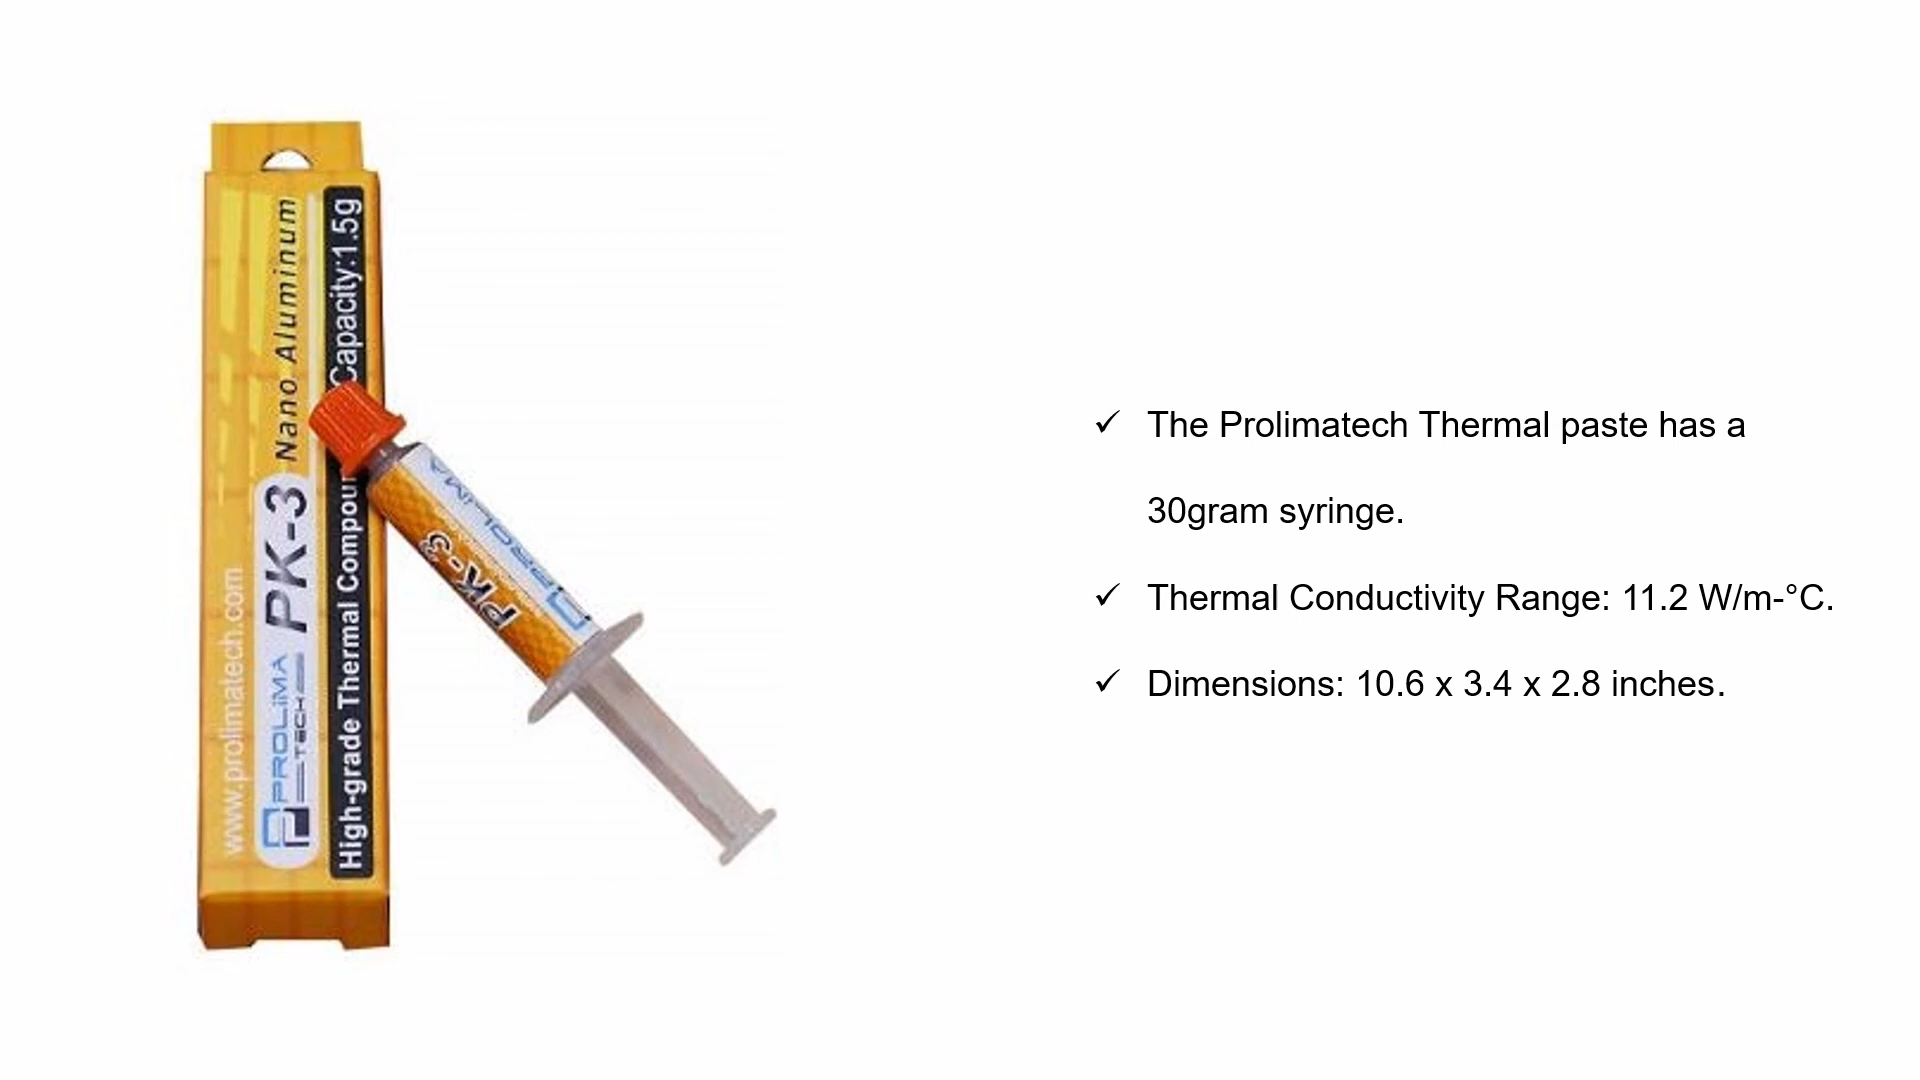 www.prolimatech.com
PROLIMA
TECH
PK-3 Nano Aluminum
High-grade Thermal Capacity:1.5g
PROLIMA
PK-3
The Prolimatech Thermal paste has a
30gram syringe.
Thermal Conductivity Range: 11.2 W/m-°C.
Dimensions: 10.6 x 3.4 x 2.8 inches.